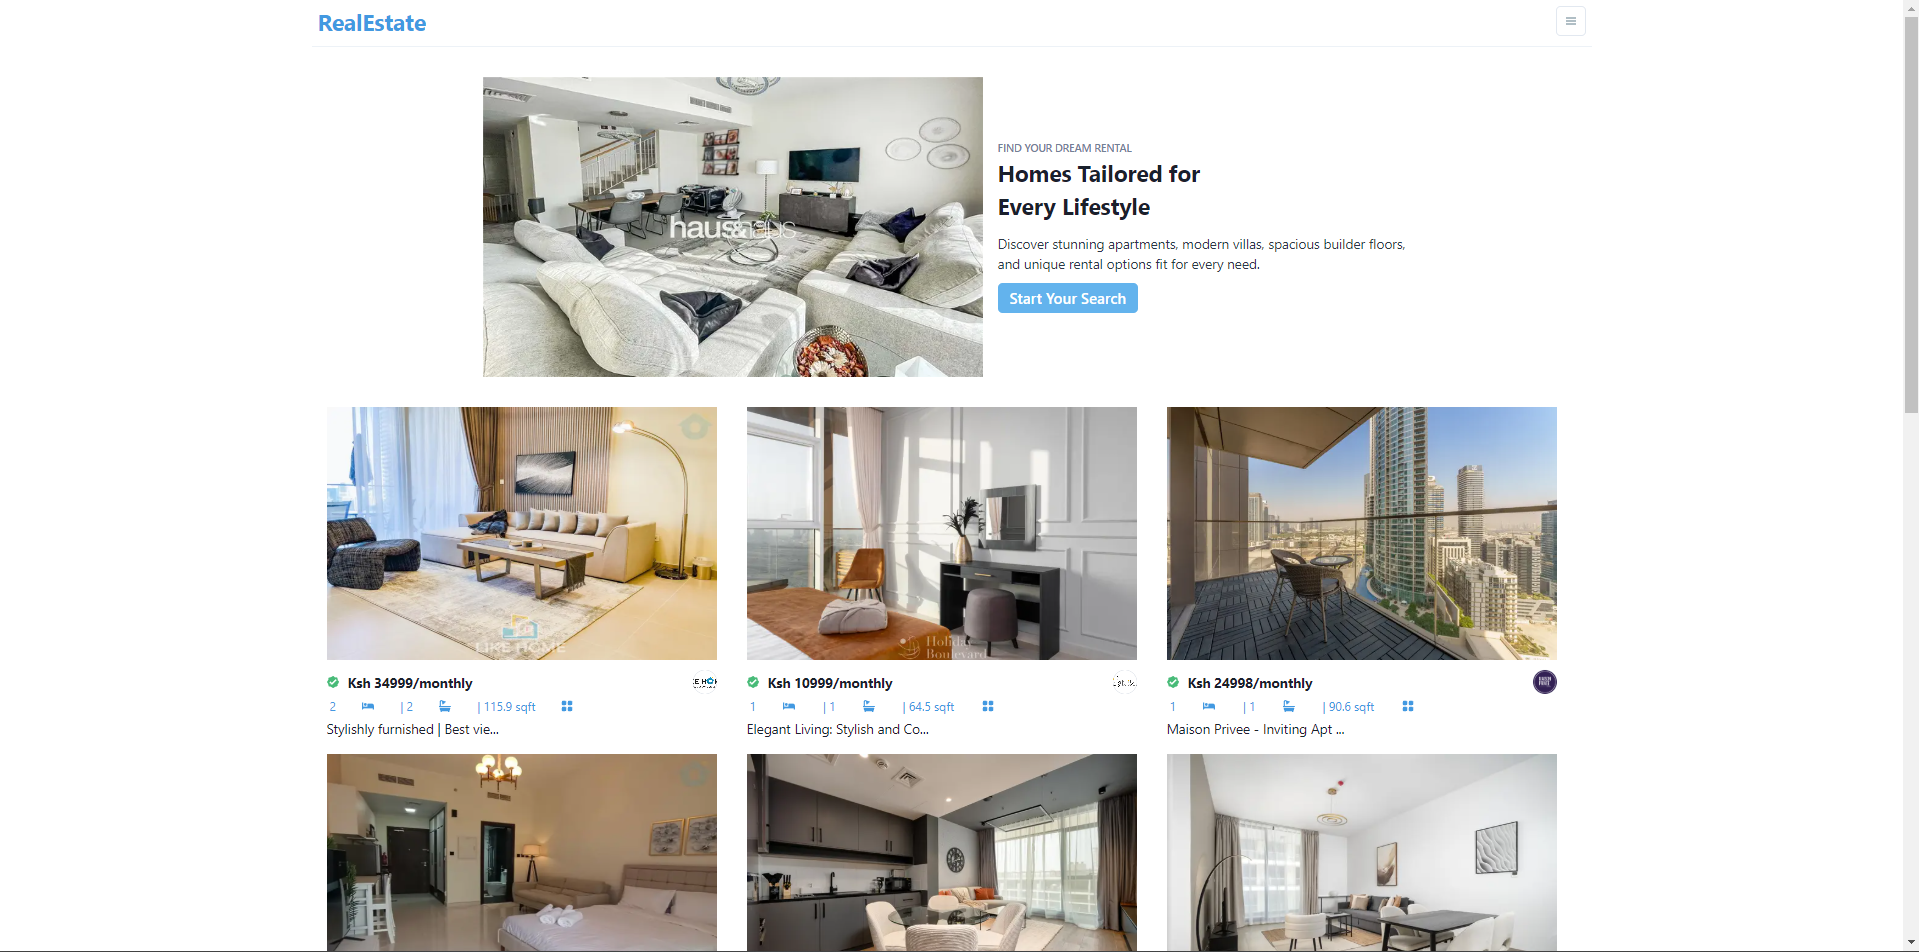 RealEstate
haus&haus
FIND YOUR DREAM RENTAL
Homes Tailored for
Every Lifestyle
Discover stunning apartments, modern villas, spacious builder floors,
and unique rental options fit for every need.
Start Your Search
LIKE HOME
Holiday
Boulevard
Ksh 34999/monthly
2 | 2 | 115.9 sqft
Stylishly furnished | Best vie...
Ksh 10999/monthly
1 | 1 | 64.5 sqft
Elegant Living: Stylish and Co...
Ksh 24998/monthly
1 | 1 | 90.6 sqft
Maison Privee - Inviting Apt ...